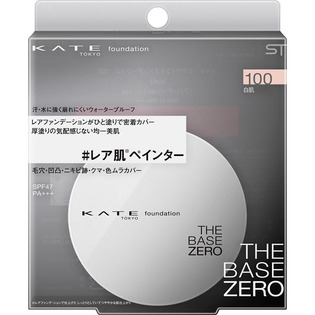 KATE
TOKYO
foundation
ST
100
白肌
汗・水に強く崩れにくいウォータープルーフ
レアファンデーションがひと塗りで密着カバー
厚塗りの気配感じない均一美肌
#レア肌®ペインター
毛穴・凹凸・ニキビ跡・クマ・色ムラカバー
SPF47
PA+++
KATE
TOKYO
foundation
THE
BASE
ZERO
THE
BASE
ZERO